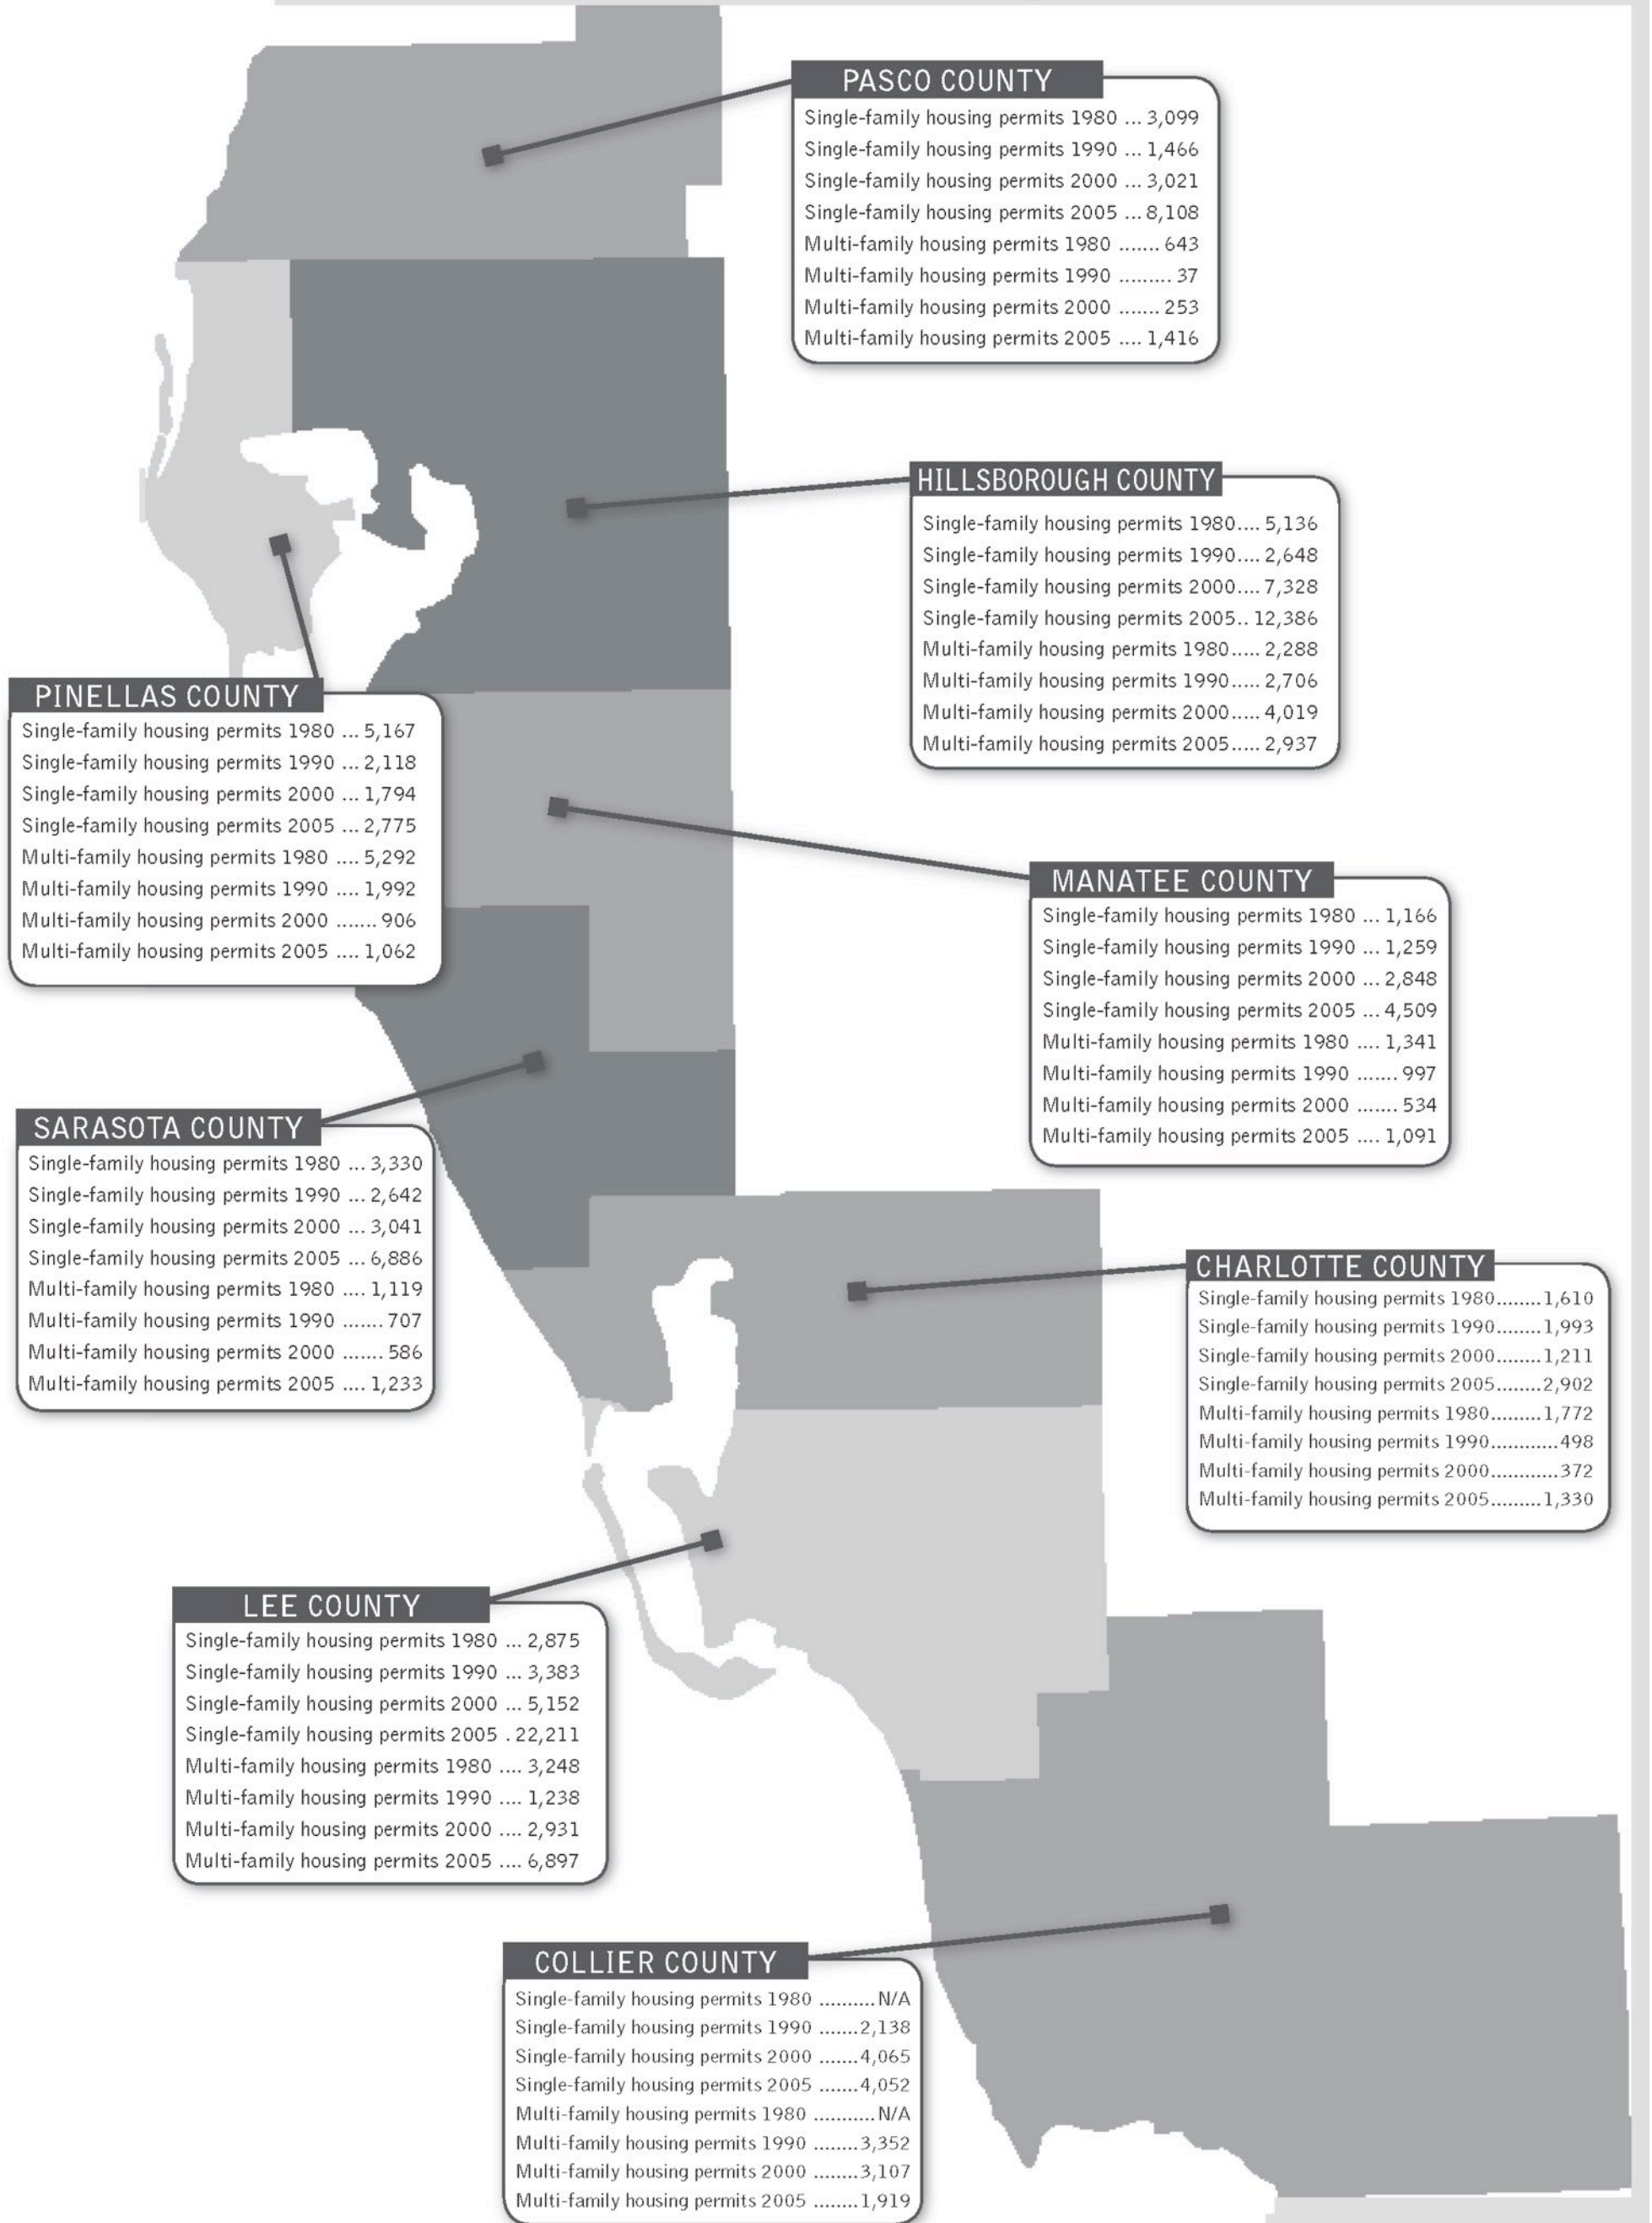 PASCO COUNTY
Single-family housing permits 1980 ... 3,099
Single-family housing permits 1990 ... 1,466
Single-family housing permits 2000 ... 3,021
Single-family housing permits 2005 ... 8,108
Multi-family housing permits 1980 ....... 643
Multi-family housing permits 1990 ......... 37
Multi-family housing permits 2000 ....... 253
Multi-family housing permits 2005 .... 1,416
HILLSBOROUGH COUNTY
Single-family housing permits 1980.... 5,136
Single-family housing permits 1990.... 2,648
Single-family housing permits 2000.... 7,328
Single-family housing permits 2005.. 12,386
Multi-family housing permits 1980..... 2,288
Multi-family housing permits 1990..... 2,706
Multi-family housing permits 2000..... 4,019
Multi-family housing permits 2005..... 2,937
PINELLAS COUNTY
Single-family housing permits 1980 ... 5,167
Single-family housing permits 1990 ... 2,118
Single-family housing permits 2000 ... 1,794
Single-family housing permits 2005 ... 2,775
Multi-family housing permits 1980 .... 5,292
Multi-family housing permits 1990 .... 1,992
Multi-family housing permits 2000 ....... 906
Multi-family housing permits 2005 .... 1,062
MANATEE COUNTY
Single-family housing permits 1980 ... 1,166
Single-family housing permits 1990 ... 1,259
Single-family housing permits 2000 ... 2,848
Single-family housing permits 2005 ... 4,509
Multi-family housing permits 1980 .... 1,341
Multi-family housing permits 1990 ....... 997
Multi-family housing permits 2000 ....... 534
Multi-family housing permits 2005 .... 1,091
SARASOTA COUNTY
Single-family housing permits 1980 ... 3,330
Single-family housing permits 1990 ... 2,642
Single-family housing permits 2000 ... 3,041
Single-family housing permits 2005 ... 6,886
Multi-family housing permits 1980 .... 1,119
Multi-family housing permits 1990 ....... 707
Multi-family housing permits 2000 ....... 586
Multi-family housing permits 2005 .... 1,233
CHARLOTTE COUNTY
Single-family housing permits 1980........1,610
Single-family housing permits 1990........1,993
Single-family housing permits 2000........1,211
Single-family housing permits 2005........2,902
Multi-family housing permits 1980.........1,772
Multi-family housing permits 1990............498
Multi-family housing permits 2000............372
Multi-family housing permits 2005.........1,330
LEE COUNTY
Single-family housing permits 1980 ... 2,875
Single-family housing permits 1990 ... 3,383
Single-family housing permits 2000 ... 5,152
Single-family housing permits 2005 . 22,211
Multi-family housing permits 1980 .... 3,248
Multi-family housing permits 1990 .... 1,238
Multi-family housing permits 2000 .... 2,931
Multi-family housing permits 2005 .... 6,897
COLLIER COUNTY
Single-family housing permits 1980 ..........N/A
Single-family housing permits 1990 .......2,138
Single-family housing permits 2000 .......4,065
Single-family housing permits 2005 .......4,052
Multi-family housing permits 1980 ...........N/A
Multi-family housing permits 1990 ........3,352
Multi-family housing permits 2000 ........3,107
Multi-family housing permits 2005 ........1,919